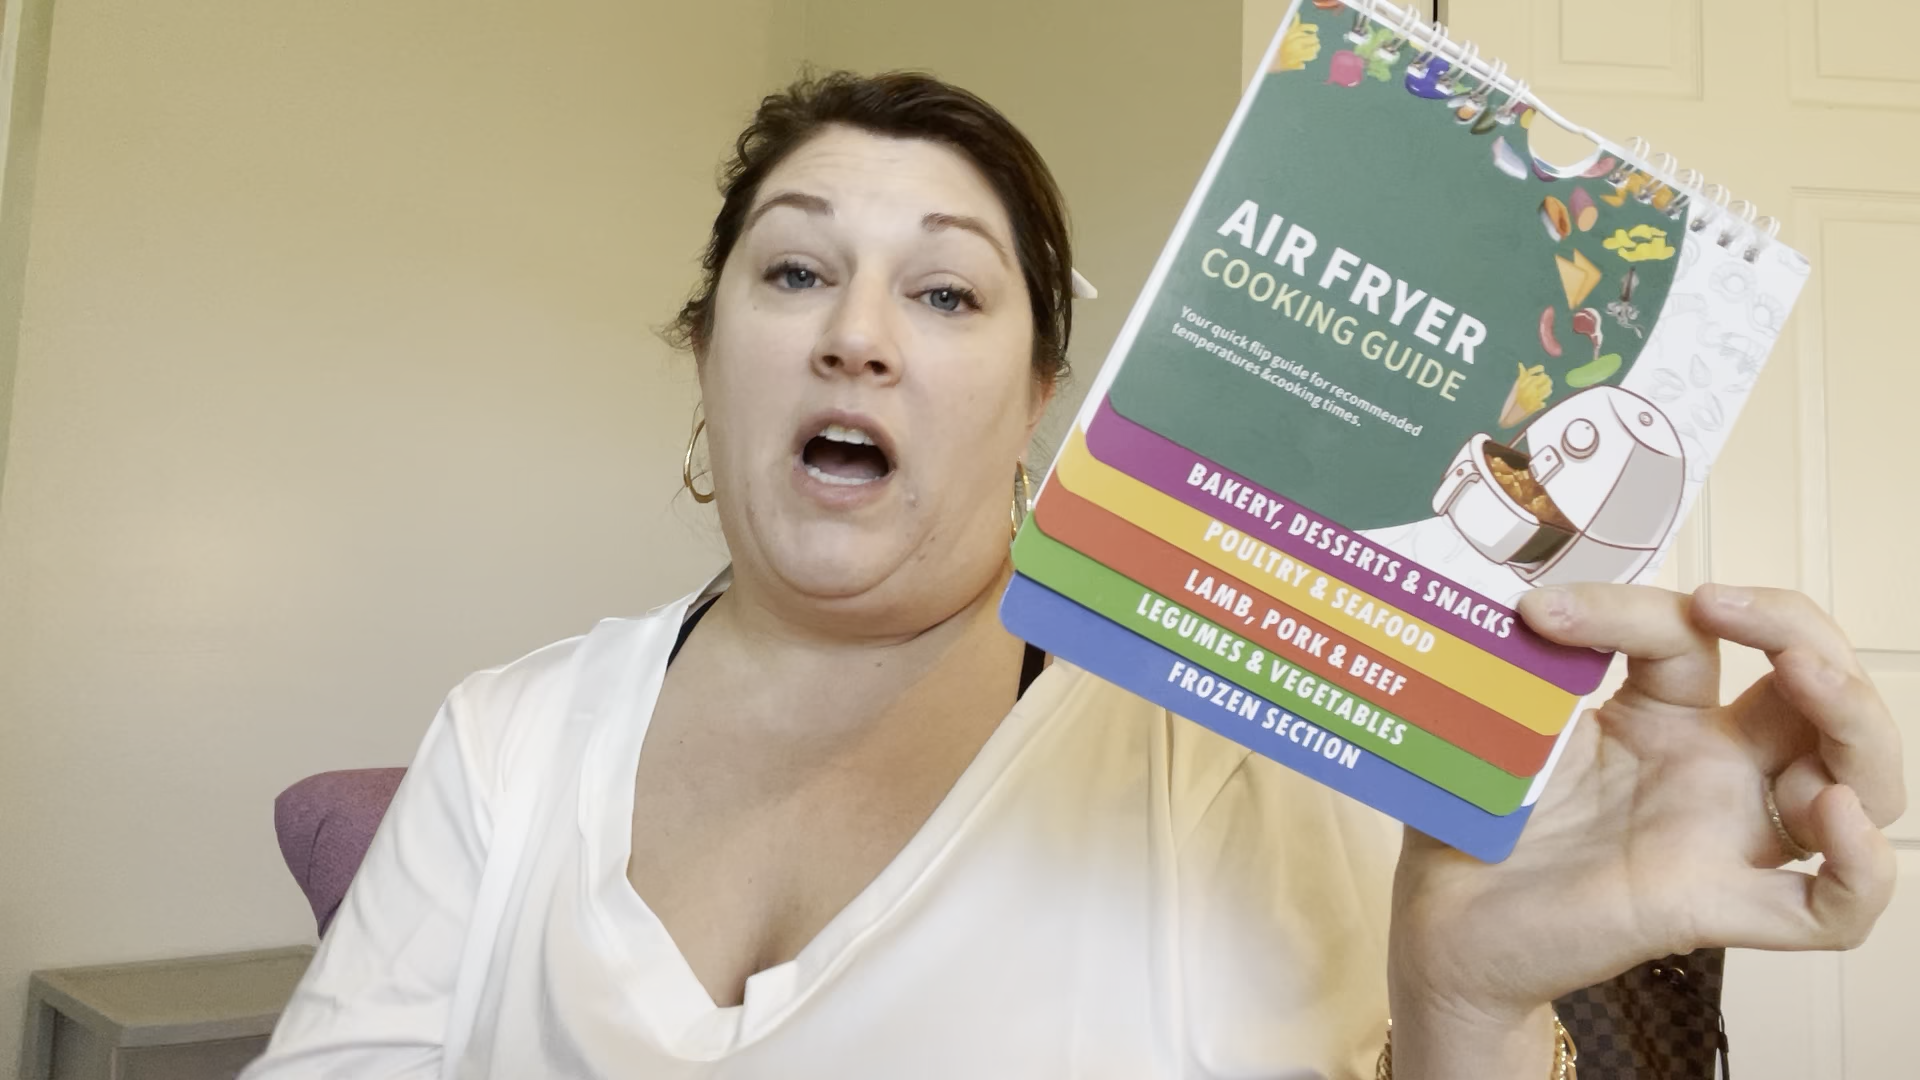 AIR FRYER
COOKING GUIDE
Your quick flip guide for recommended
temperatures &cooking times.
BAKERY, DESSERTS & SNACKS
POULTRY & SEAFOOD
LAMB, PORK & BEEF
LEGUMES & VEGETABLES
FROZEN SECTION